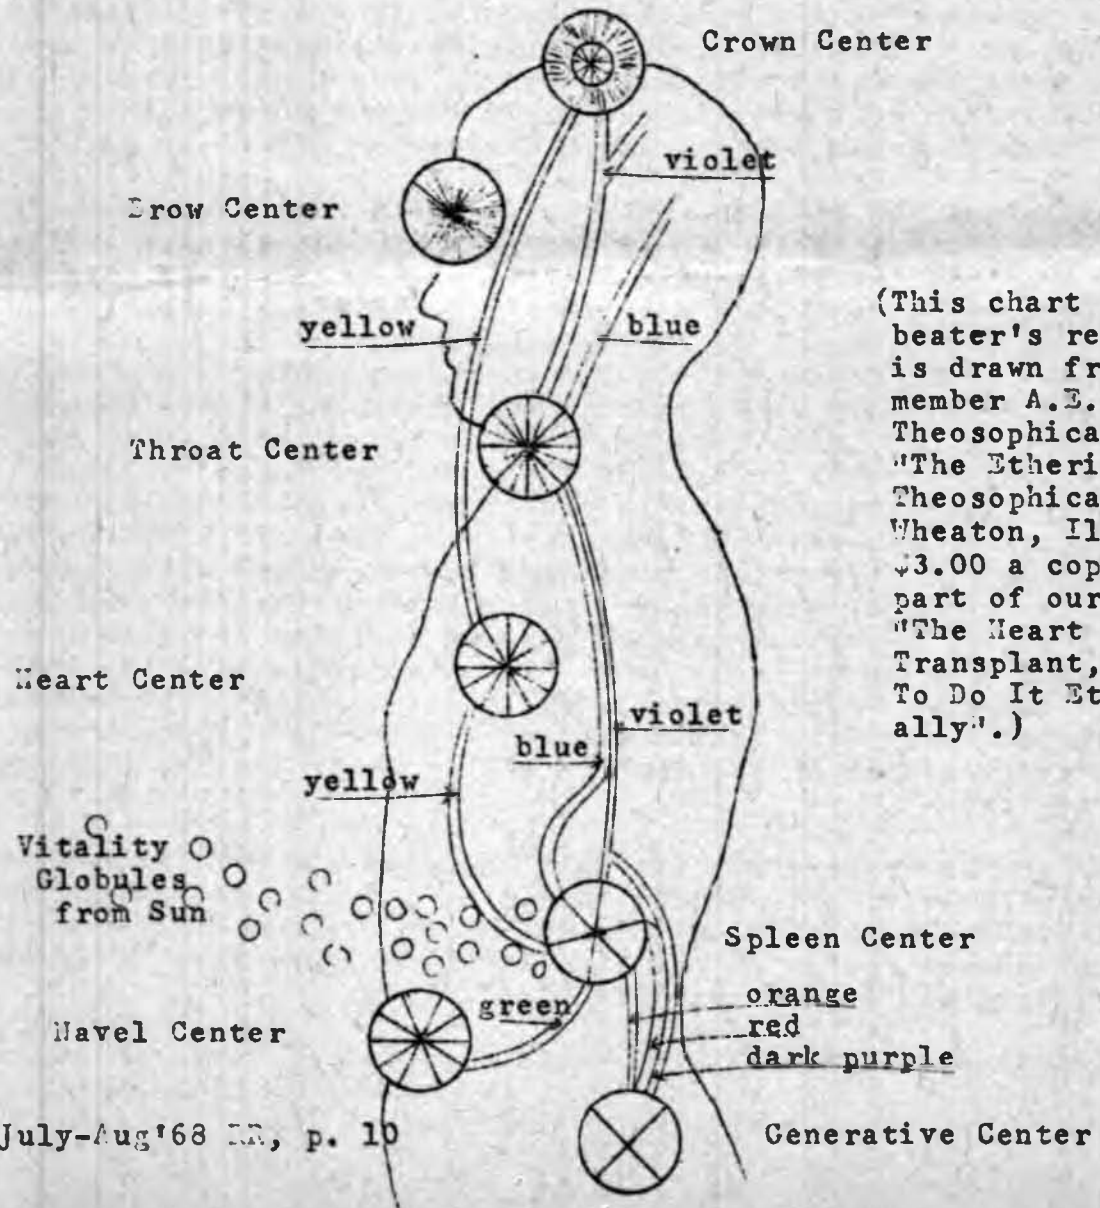 Crown Center
violet
Brow Center
yellow
blue
(This chart
beater's re
is drawn fr
member A.E.
Theosophica
"The Etheri
Theosophica
Wheaton, Il
$3.00 a cop
part of our
"The Heart
Transplant,
To Do It Et
ally".)
Throat Center
Heart Center
violet
blue
yellow
Vitality
Globules
from Sun
Spleen Center
green
orange
red
dark purple
Navel Center
July-Aug'68 RR, p. 10
Generative Center